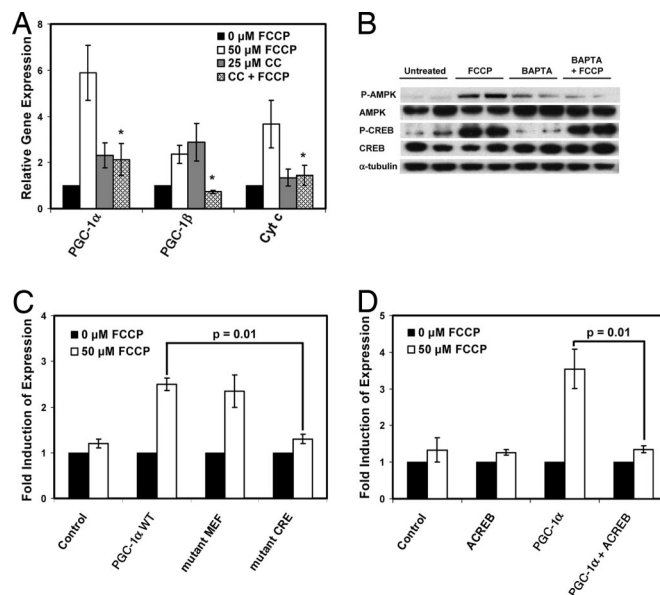 A
Relative Gene Expression
8
6
4
2
0
0 µM FCCP
50 µM FCCP
25 µM CC
CC + FCCP
*
*
*
PGC-1α
PGC-1β
Cyt c
B
Untreated
FCCP
BAPTA
BAPTA
+ FCCP
P-AMPK
AMPK
P-CREB
CREB
α-tubulin
C
Fold Induction of Expression
4
3
2
1
0
0 µM FCCP
50 µM FCCP
p = 0.01
Control
PGC-1α WT
mutant MEF
mutant CRE
D
Fold Induction of Expression
5
4
3
2
1
0
0 µM FCCP
50 µM FCCP
p = 0.01
Control
ACREB
PGC-1α
PGC-1α + ACREB